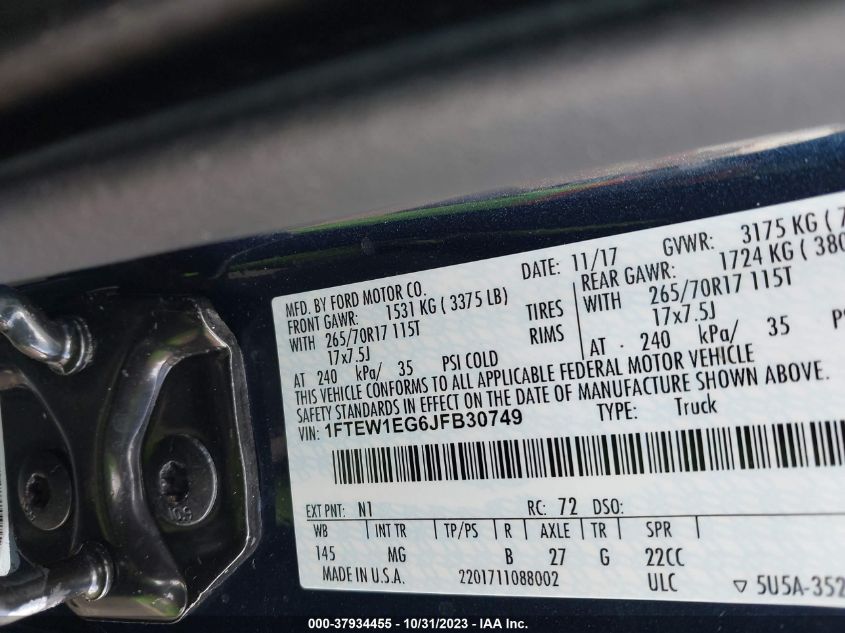 MFD. BY FORD MOTOR CO. DATE: 11/17 GVWR: 3175 KG ( 7
FRONT GAWR: 1531 KG ( 3375 LB) REAR GAWR: 1724 KG ( 380
WITH 265/70R17 115T TIRES WITH 265/70R17 115T
17x7.5J RIMS 17x7.5J
AT 240 kPa/ 35 PSI COLD AT - 240 kPa/ 35 PS
THIS VEHICLE CONFORMS TO ALL APPLICABLE FEDERAL MOTOR VEHICLE
SAFETY STANDARDS IN EFFECT ON THE DATE OF MANUFACTURE SHOWN ABOVE.
VIN: 1FTEW1EG6JFB30749 TYPE: Truck
EXT PNT: N1 RC: 72 DSO:
WB INT TR TP/PS R AXLE TR SPR
145 MG B 27 G 22CC
MADE IN U.S.A. 2201711088002 ULC ▽ 5U5A-352
000-37934455 - 10/31/2023 - IAA Inc.